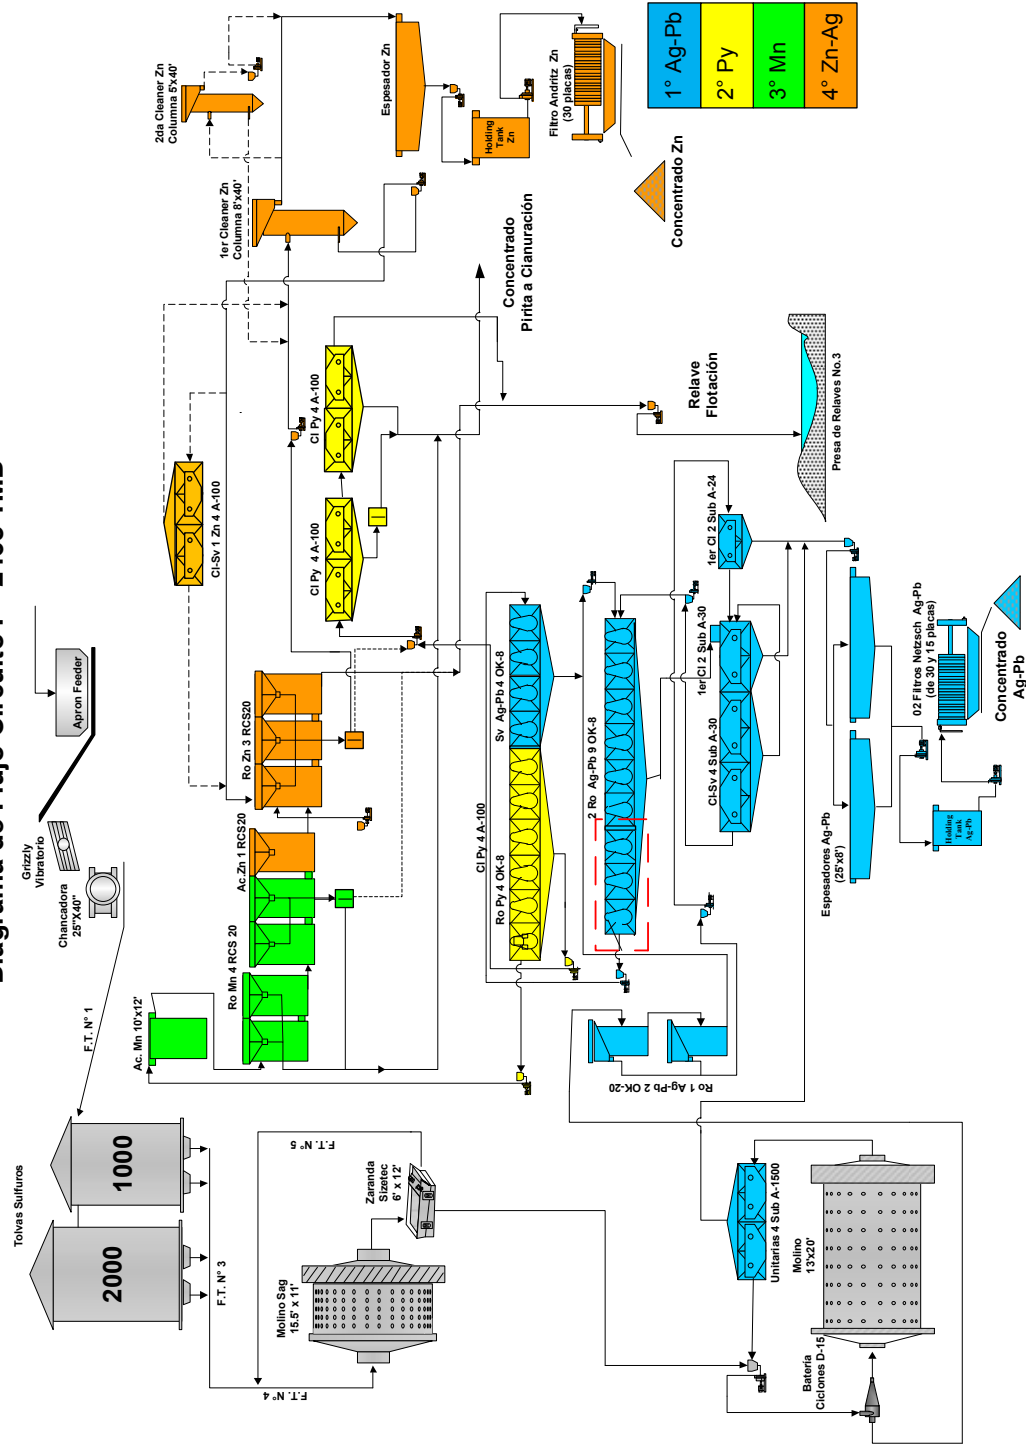 Diagrama de Flujo Circuito I
Tolvas Sulfuros
2000
1000
F.T. N° 1
F.T. N° 3
F.T. N° 4
F.T. N° 5
Grizzly
Vibratorio
Chancadora
25"X40"
Apron Feeder
Molino Sag
15.5' x 11'
Zaranda
Sizetec
6' x 12'
Ac. Mn 10'x12'
Ro Mn 4 RCS 20
Ac.Zn 1 RCS20
Ro Zn 3 RCS20
Cl-Sv 1 Zn 4 A-100
1er Cleaner Zn
Columna 8'x40'
2da Cleaner Zn
Columna 5'x40'
Espesador Zn
Holding
Tank
Zn
Filtro Andritz Zn
(30 placas)
Concentrado Zn
1° Ag-Pb
2° Py
3° Mn
4° Zn-Ag
Cl Py 4 A-100
Cl Py 4 A-100
Concentrado
Pirita a Cianuración
Cl Py 4 A-100
Ro Py 4 OK-8
Sv Ag-Pb 4 OK-8
2 Ro Ag-Pb 9 OK-8
Relave
Flotación
Presa de Relaves No.3
Ro 1 Ag-Pb 2 OK-20
Cl-Sv 4 Sub A-30
1er Cl 2 Sub A-30
1er Cl 2 Sub A-24
Unitarias 4 Sub A-1500
Molino
13'x20'
Batería
Ciclones D-15
Espesadores Ag-Pb
(25'x8')
Holding
Tank
Ag-Pb
02 Filtros Netzsch Ag-Pb
(de 30 y 15 placas)
Concentrado
Ag-Pb